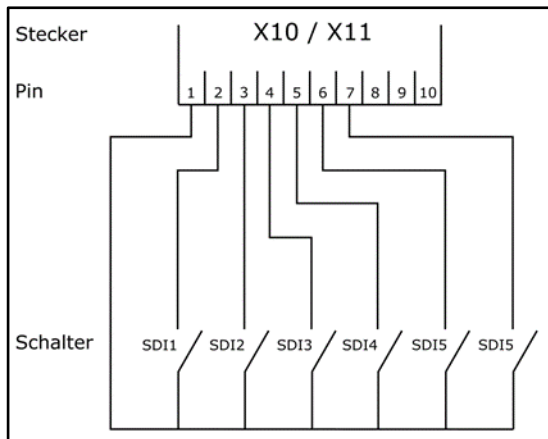 Stecker X10 / X11
Pin 1 2 3 4 5 6 7 8 9 10
Schalter SDI1 SDI2 SDI3 SDI4 SDI5 SDI5